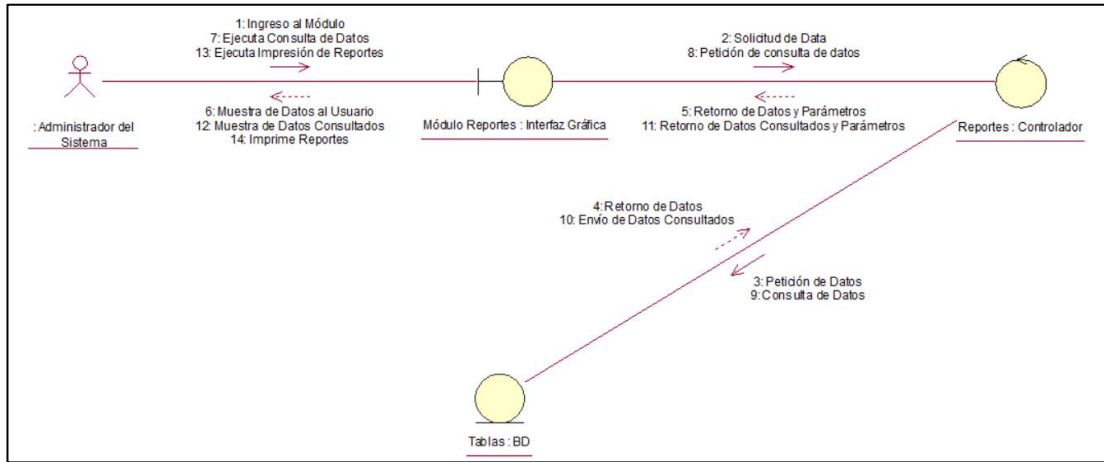 1: Ingreso al Módulo
7: Ejecuta Consulta de Datos
13: Ejecuta Impresión de Reportes
2: Solicitud de Data
8: Petición de consulta de datos
6: Muestra de Datos al Usuario
12: Muestra de Datos Consultados
14: Imprime Reportes
5: Retorno de Datos y Parámetros
11: Retorno de Datos Consultados y Parámetros
: Administrador del
Sistema
Módulo Reportes : Interfaz Gráfica
Reportes : Controlador
4: Retorno de Datos
10: Envío de Datos Consultados
3: Petición de Datos
9: Consulta de Datos
Tablas : BD